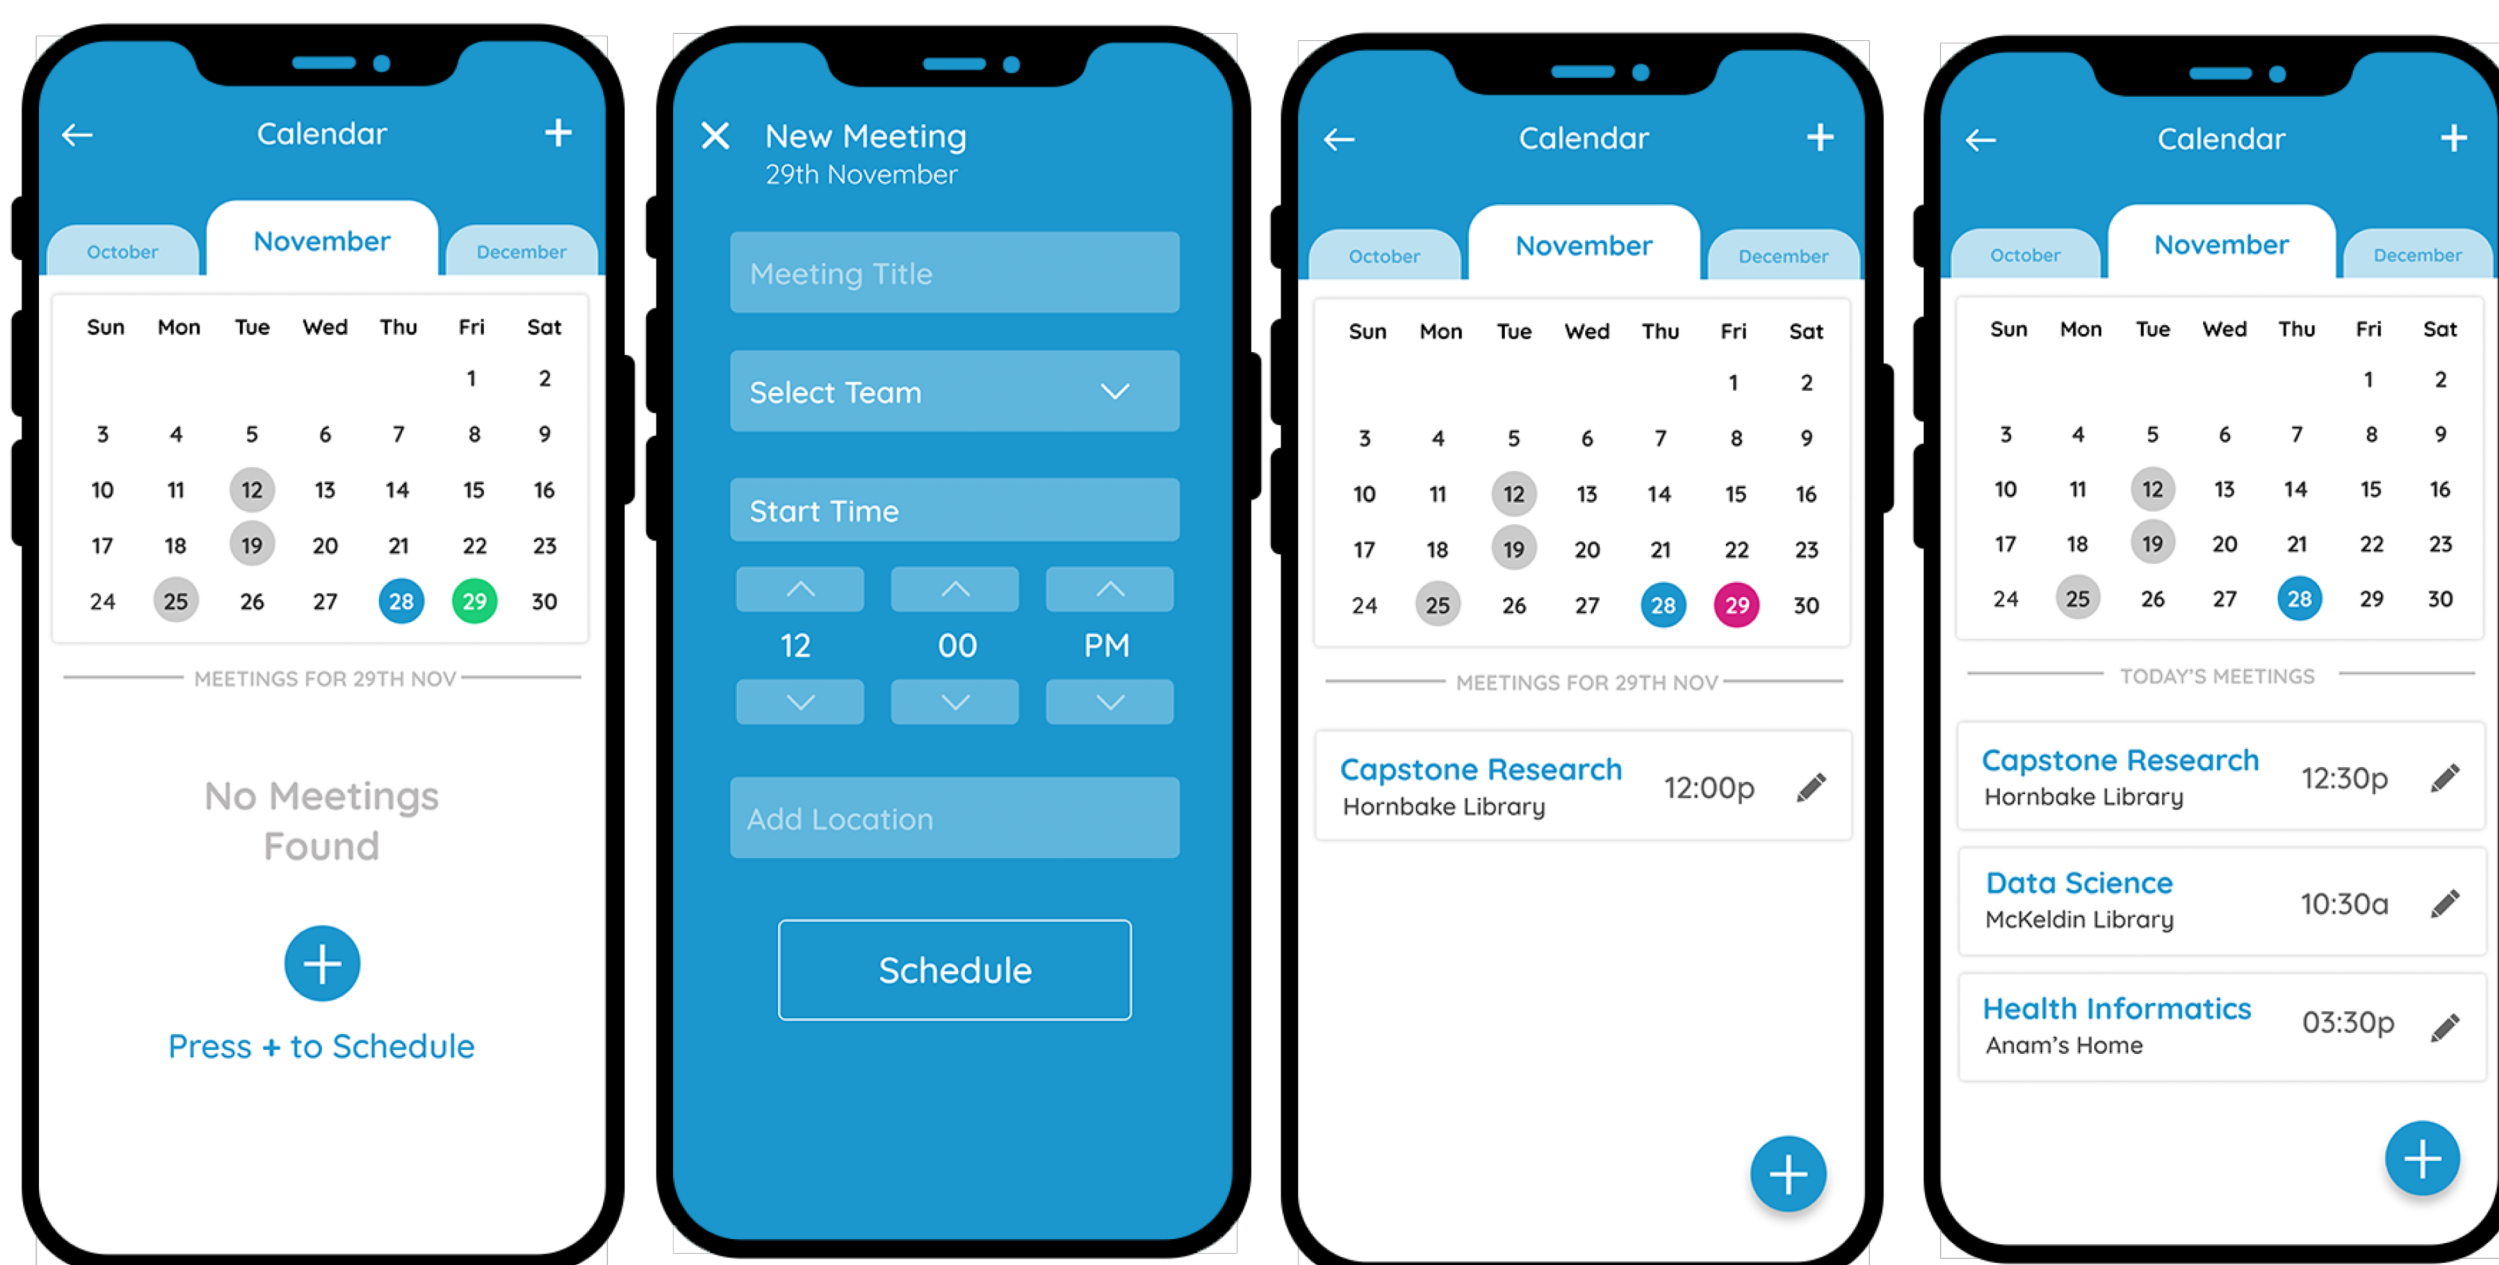 Calendar
October November December
Sun Mon Tue Wed Thu Fri Sat
1 2
3 4 5 6 7 8 9
10 11 12 13 14 15 16
17 18 19 20 21 22 23
24 25 26 27 28 29 30
MEETINGS FOR 29TH NOV
No Meetings
Found
Press + to Schedule
New Meeting
29th November
Meeting Title
Select Team
Start Time
12 00 PM
Add Location
Schedule
Calendar
October November December
Sun Mon Tue Wed Thu Fri Sat
1 2
3 4 5 6 7 8 9
10 11 12 13 14 15 16
17 18 19 20 21 22 23
24 25 26 27 28 29 30
MEETINGS FOR 29TH NOV
Capstone Research 12:00p
Hornbake Library
Calendar
October November December
Sun Mon Tue Wed Thu Fri Sat
1 2
3 4 5 6 7 8 9
10 11 12 13 14 15 16
17 18 19 20 21 22 23
24 25 26 27 28 29 30
TODAY'S MEETINGS
Capstone Research 12:30p
Hornbake Library
Data Science 10:30a
McKeldin Library
Health Informatics 03:30p
Anam's Home